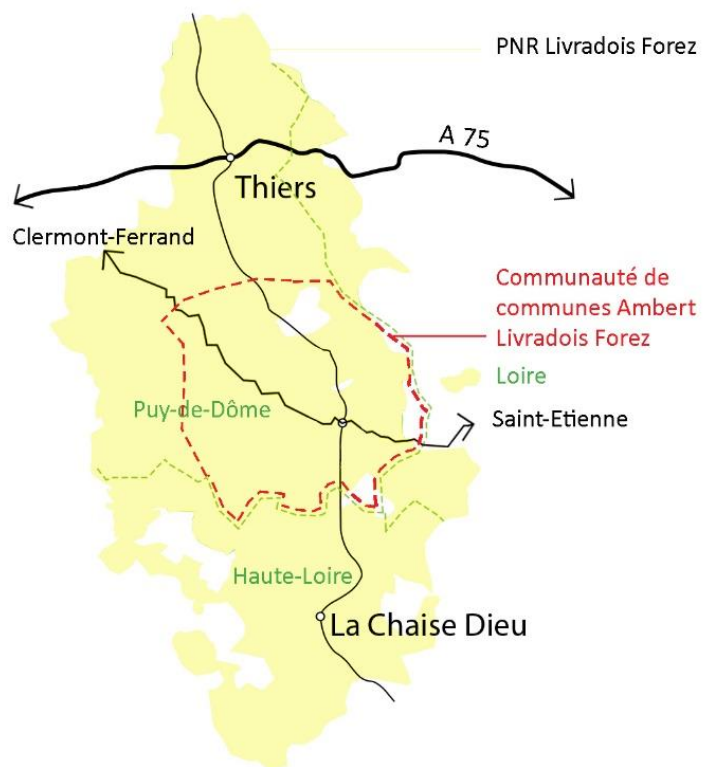 PNR Livradois Forez
A 75
Thiers
Clermont-Ferrand
Communauté de
communes Ambert
Livradois Forez
Loire
Puy-de-Dôme
Saint-Etienne
Haute-Loire
La Chaise Dieu